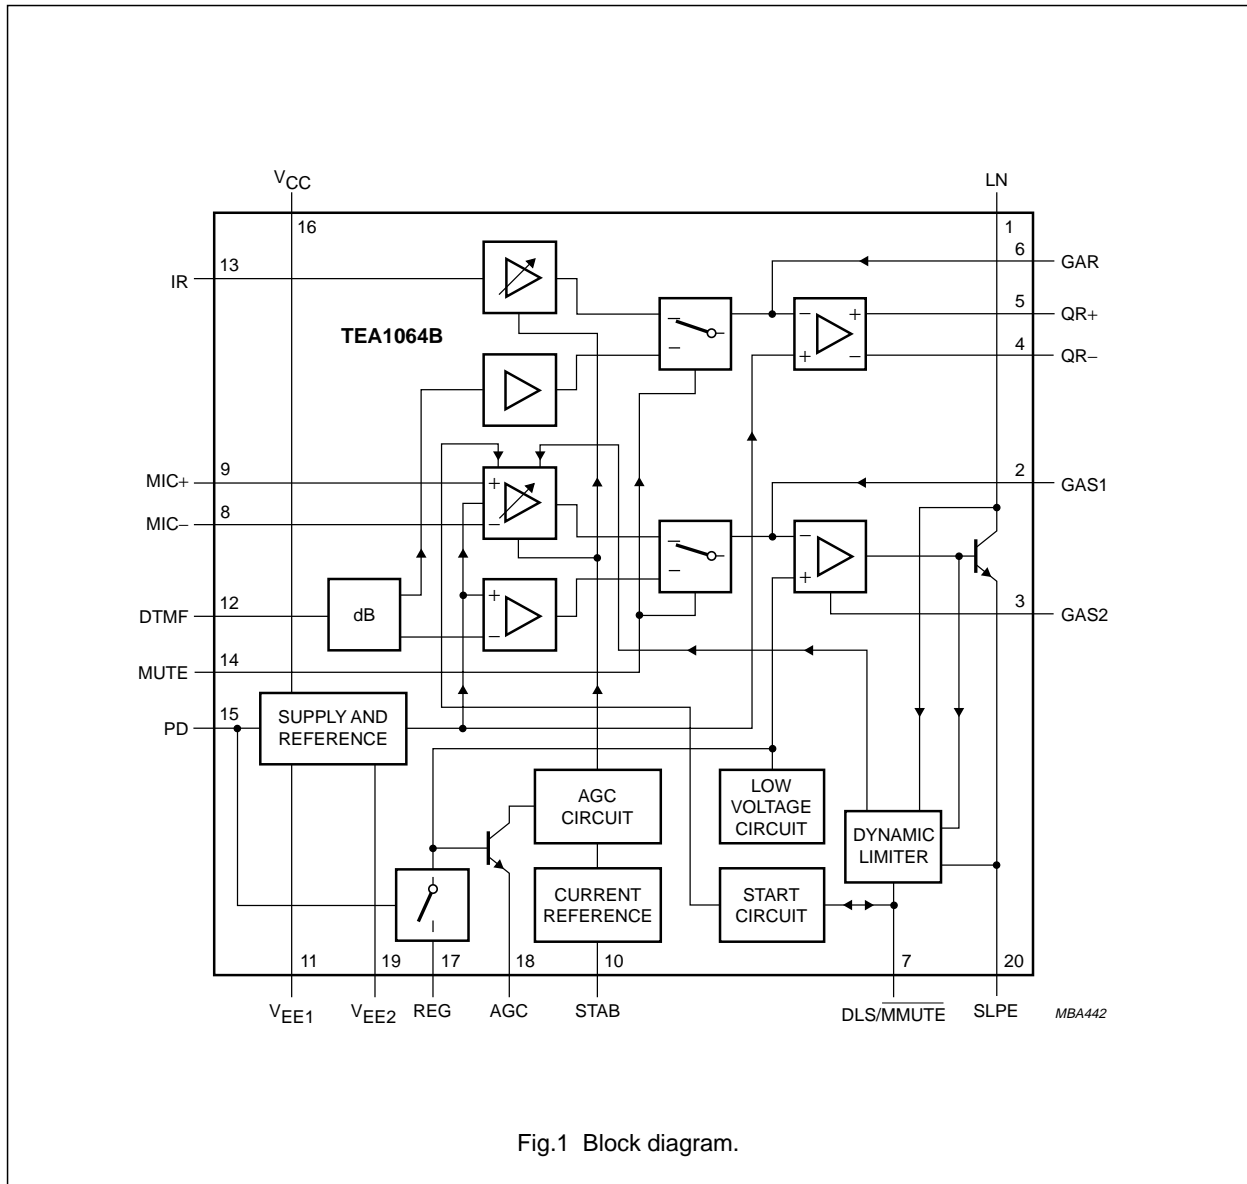 VCC
LN
16
1
6
GAR
13
IR
5
QR+
TEA1064B
4
QR−
9
MIC+
+
2
GAS1
8
MIC−
−
− +
+ −
−
+
12
DTMF
dB
+
−
3
GAS2
14
MUTE
15
PD
SUPPLY AND
REFERENCE
AGC
CIRCUIT
LOW
VOLTAGE
CIRCUIT
DYNAMIC
LIMITER
CURRENT
REFERENCE
START
CIRCUIT
11 19 17 18 10 7 20
VEE1 VEE2 REG AGC STAB DLS/MMUTE SLPE MBA442
Fig.1 Block diagram.